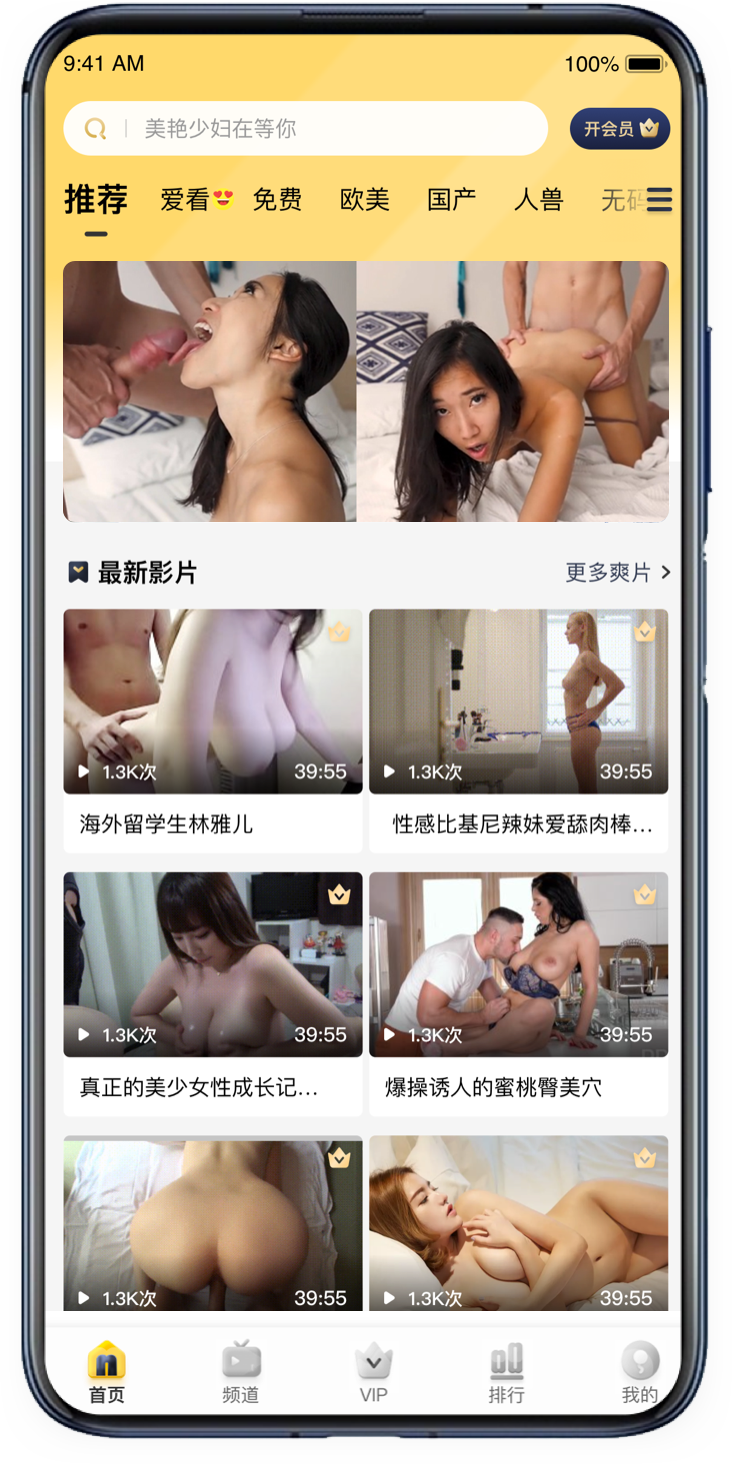 9:41 AM 100%
美艳少妇在等你 开会员
推荐 爱看 免费 欧美 国产 人兽 无码
最新影片 更多爽片
1.3K次 39:55 1.3K次 39:55
海外留学生林雅儿 性感比基尼辣妹爱舔肉棒...
1.3K次 39:55 1.3K次 39:55
真正的美少女性成长记... 爆操诱人的蜜桃臀美穴
1.3K次 39:55 1.3K次 39:55
首页 频道 VIP 排行 我的